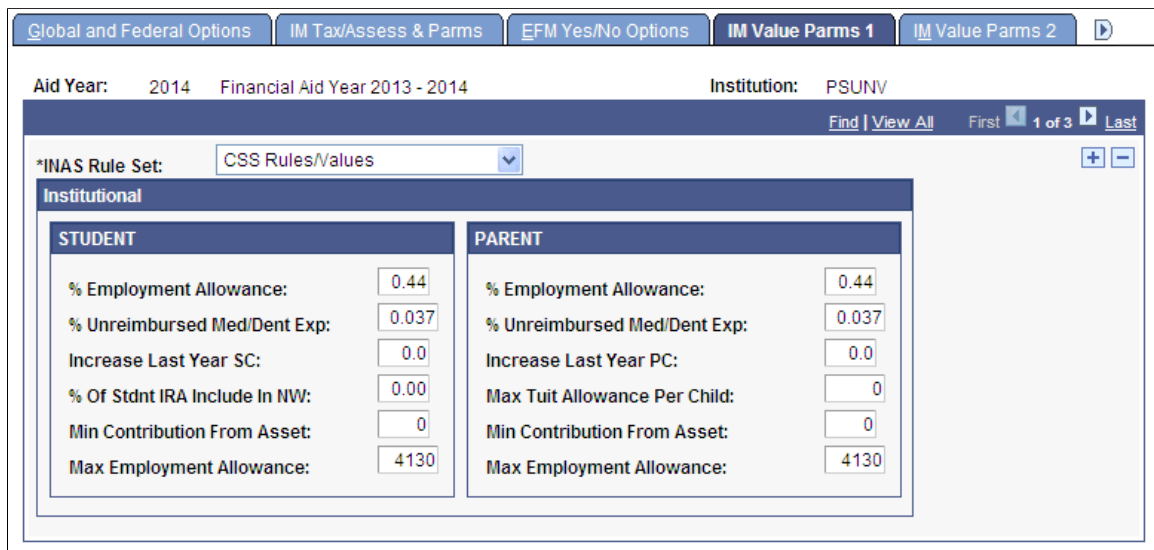 Global and Federal Options IM Tax/Assess & Parms EFM Yes/No Options IM Value Parms 1 IM Value Parms 2
Aid Year: 2014 Financial Aid Year 2013 - 2014 Institution: PSUNV
Find | View All First 1 of 3 Last
*INAS Rule Set: CSS Rules/Values
Institutional
STUDENT
% Employment Allowance: 0.44
% Unreimbursed Med/Dent Exp: 0.037
Increase Last Year SC: 0.0
% Of Stdnt IRA Include In NW: 0.00
Min Contribution From Asset: 0
Max Employment Allowance: 4130
PARENT
% Employment Allowance: 0.44
% Unreimbursed Med/Dent Exp: 0.037
Increase Last Year PC: 0.0
Max Tuit Allowance Per Child: 0
Min Contribution From Asset: 0
Max Employment Allowance: 4130